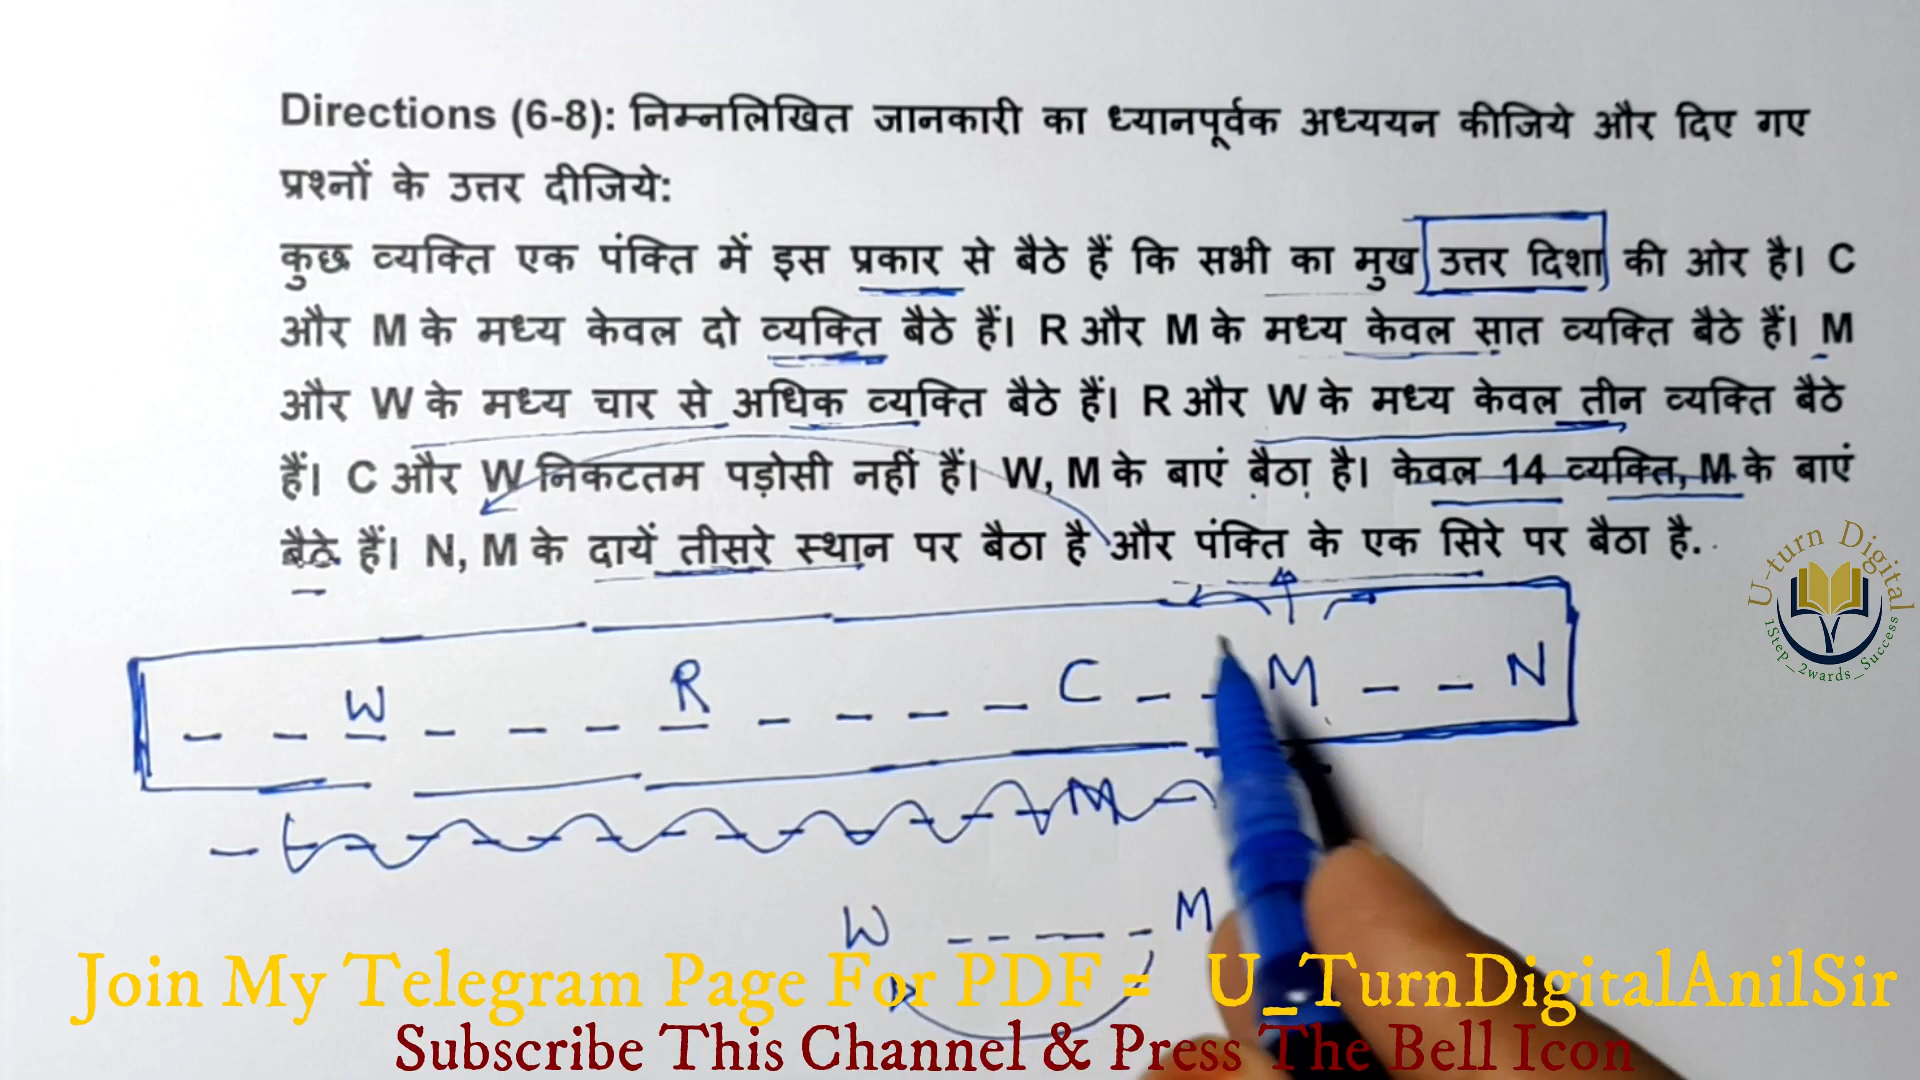 Directions (6-8): निम्नलिखित जानकारी का ध्यानपूर्वक अध्ययन कीजिये और दिए गए
प्रश्नों के उत्तर दीजिये:
कुछ व्यक्ति एक पंक्ति में इस प्रकार से बैठे हैं कि सभी का मुख उत्तर दिशा की ओर है। C
और M के मध्य केवल दो व्यक्ति बैठे हैं। R और M के मध्य केवल सात व्यक्ति बैठे हैं। M
और W के मध्य चार से अधिक व्यक्ति बैठे हैं। R और W के मध्य केवल तीन व्यक्ति बैठे
हैं। C और W निकटतम पड़ोसी नहीं हैं। W, M के बाएं बैठा है। केवल 14 व्यक्ति, M के बाएं
बैठे हैं। N, M के दायें तीसरे स्थान पर बैठा है और पंक्ति के एक सिरे पर बैठा है.
U-turn Digital
1Step_2wards_Success
W R C M N
M
W M
Join My Telegram Page For PDF = U_TurnDigitalAnilSir
Subscribe This Channel & Press The Bell Icon